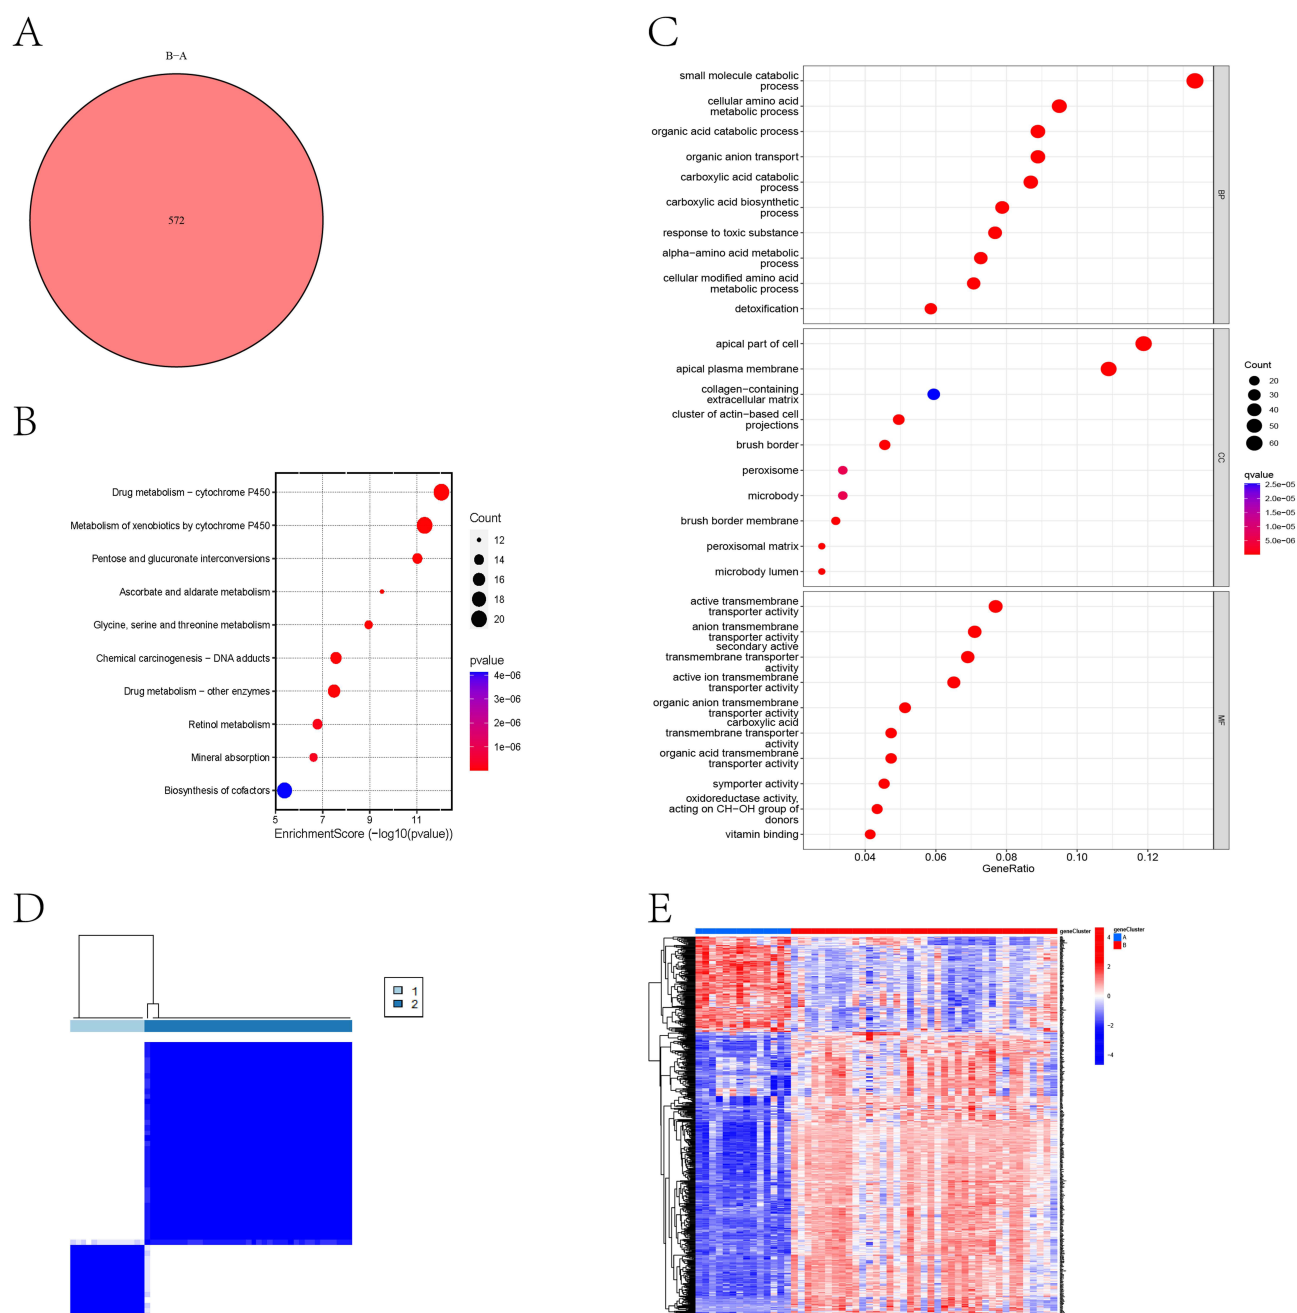 A
B−A
572
B
Drug metabolism − cytochrome P450
Metabolism of xenobiotics by cytochrome P450
Pentose and glucuronate interconversions
Ascorbate and aldarate metabolism
Glycine, serine and threonine metabolism
Chemical carcinogenesis − DNA adducts
Drug metabolism − other enzymes
Retinol metabolism
Mineral absorption
Biosynthesis of cofactors
5
7
9
11
EnrichmentScore (−log10(pvalue))
Count
12
14
16
18
20
pvalue
4e−06
3e−06
2e−06
1e−06
C
small molecule catabolic
process
cellular amino acid
metabolic process
organic acid catabolic process
organic anion transport
carboxylic acid catabolic
process
carboxylic acid biosynthetic
process
response to toxic substance
alpha−amino acid metabolic
process
cellular modified amino acid
metabolic process
detoxification
BP
apical part of cell
apical plasma membrane
collagen−containing
extracellular matrix
cluster of actin−based cell
projections
brush border
peroxisome
microbody
brush border membrane
peroxisomal matrix
microbody lumen
CC
active transmembrane
transporter activity
anion transmembrane
transporter activity
secondary active
transmembrane transporter
activity
active ion transmembrane
transporter activity
organic anion transmembrane
transporter activity
carboxylic acid
transmembrane transporter
activity
organic acid transmembrane
transporter activity
symporter activity
oxidoreductase activity,
acting on CH−OH group of
donors
vitamin binding
MF
0.04
0.06
0.08
0.10
0.12
GeneRatio
Count
20
30
40
50
60
qvalue
2.5e−05
2.0e−05
1.5e−05
1.0e−05
5.0e−06
D
1
2
E
geneCluster
4
2
0
−2
−4
geneCluster
A
B